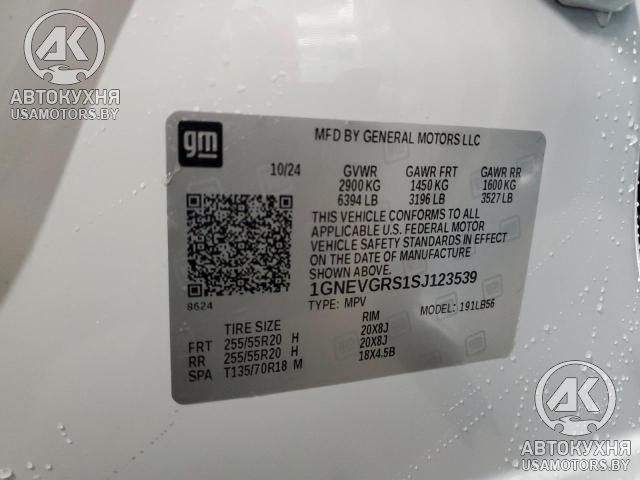 AK
АВТОКУХНЯ
USAMOTORS.BY
gm
MFD BY GENERAL MOTORS LLC
10/24 GVWR GAWR FRT GAWR RR
2900 KG 1450 KG 1600 KG
6394 LB 3196 LB 3527 LB
THIS VEHICLE CONFORMS TO ALL
APPLICABLE U.S. FEDERAL MOTOR
VEHICLE SAFETY STANDARDS IN EFFECT
ON THE DATE OF MANUFACTURE
SHOWN ABOVE.
1GNEVGRS1SJ123539
8624 TYPE: MPV MODEL: 191LB56
TIRE SIZE RIM
FRT 255/55R20 H 20X8J
RR 255/55R20 H 20X8J
SPA T135/70R18 M 18X4.5B
AK
АВТОКУХНЯ
USAMOTORS.BY